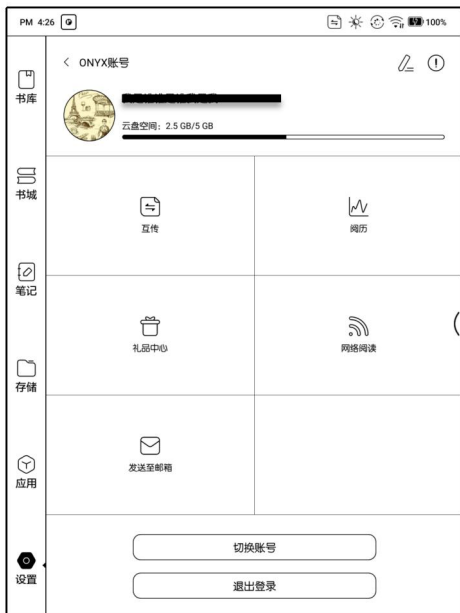 PM 4:26
100%
书库
书城
笔记
存储
应用
设置
ONYX账号
云盘空间：2.5 GB/5 GB
互传
阅历
礼品中心
网络阅读
发送至邮箱
切换账号
退出登录